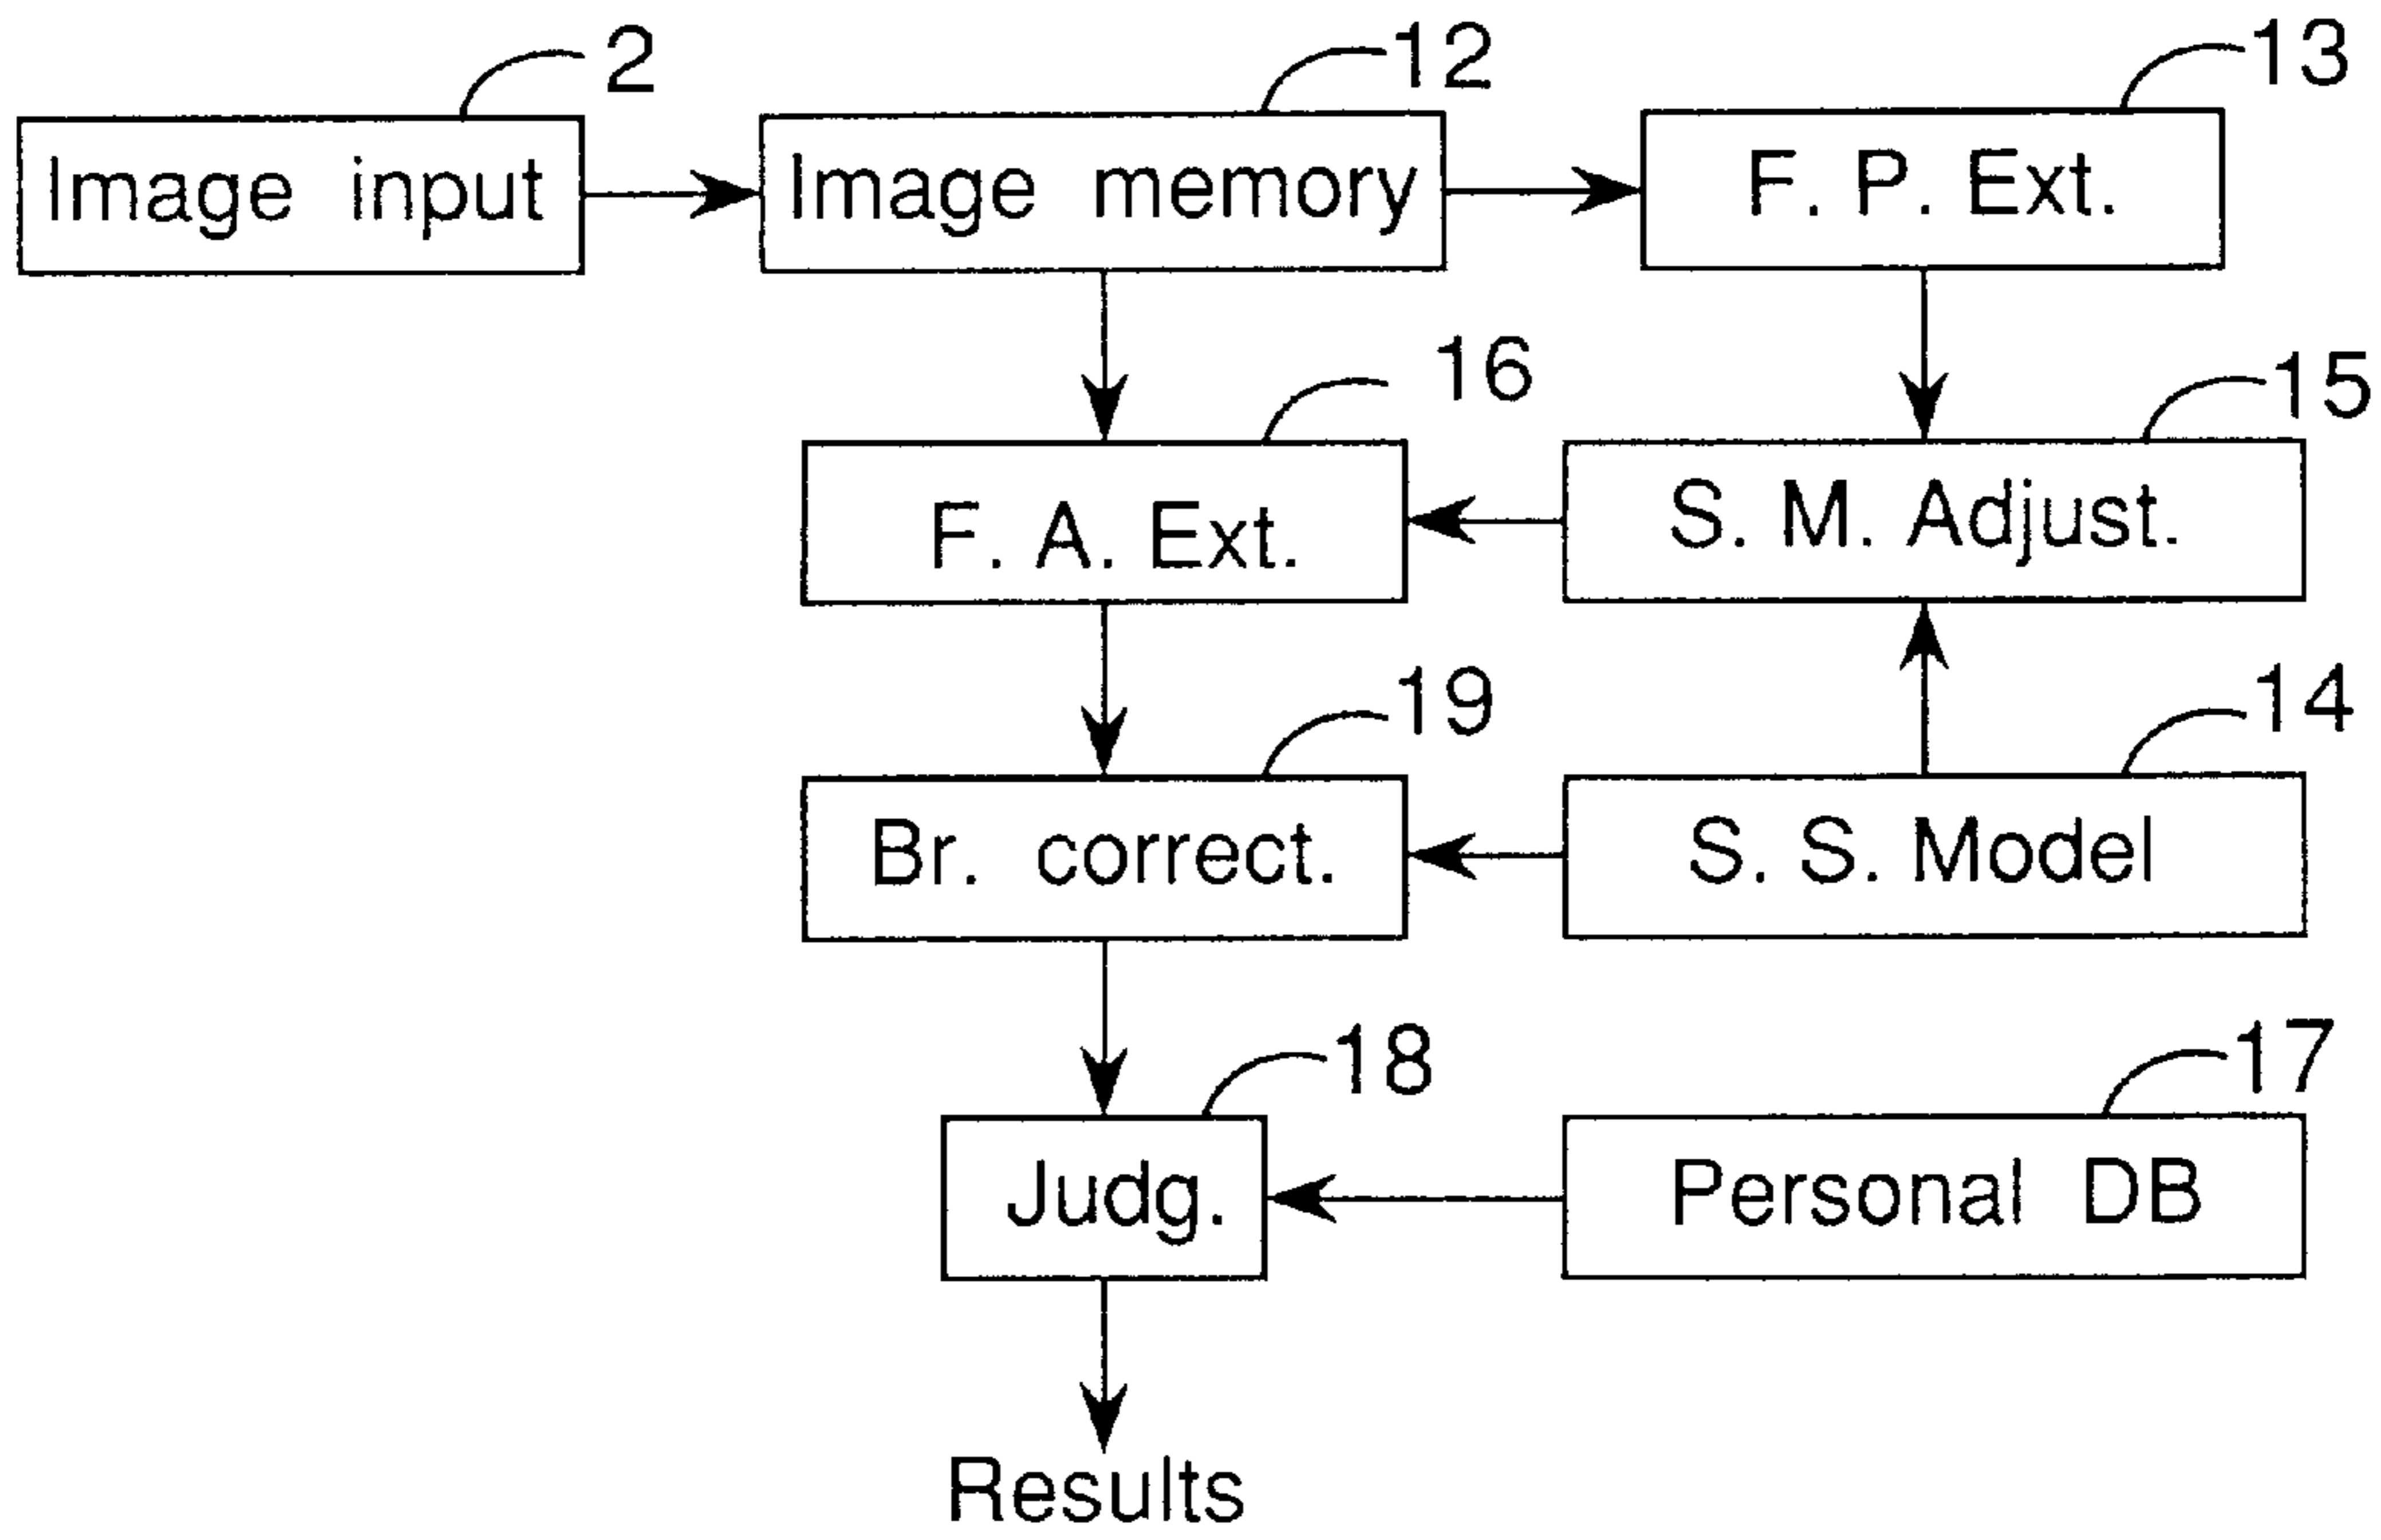 2
12
13
Image input
Image memory
F. P. Ext.
16
15
F. A. Ext.
S. M. Adjust.
19
14
Br. correct.
S. S. Model
18
17
Judg.
Personal DB
Results